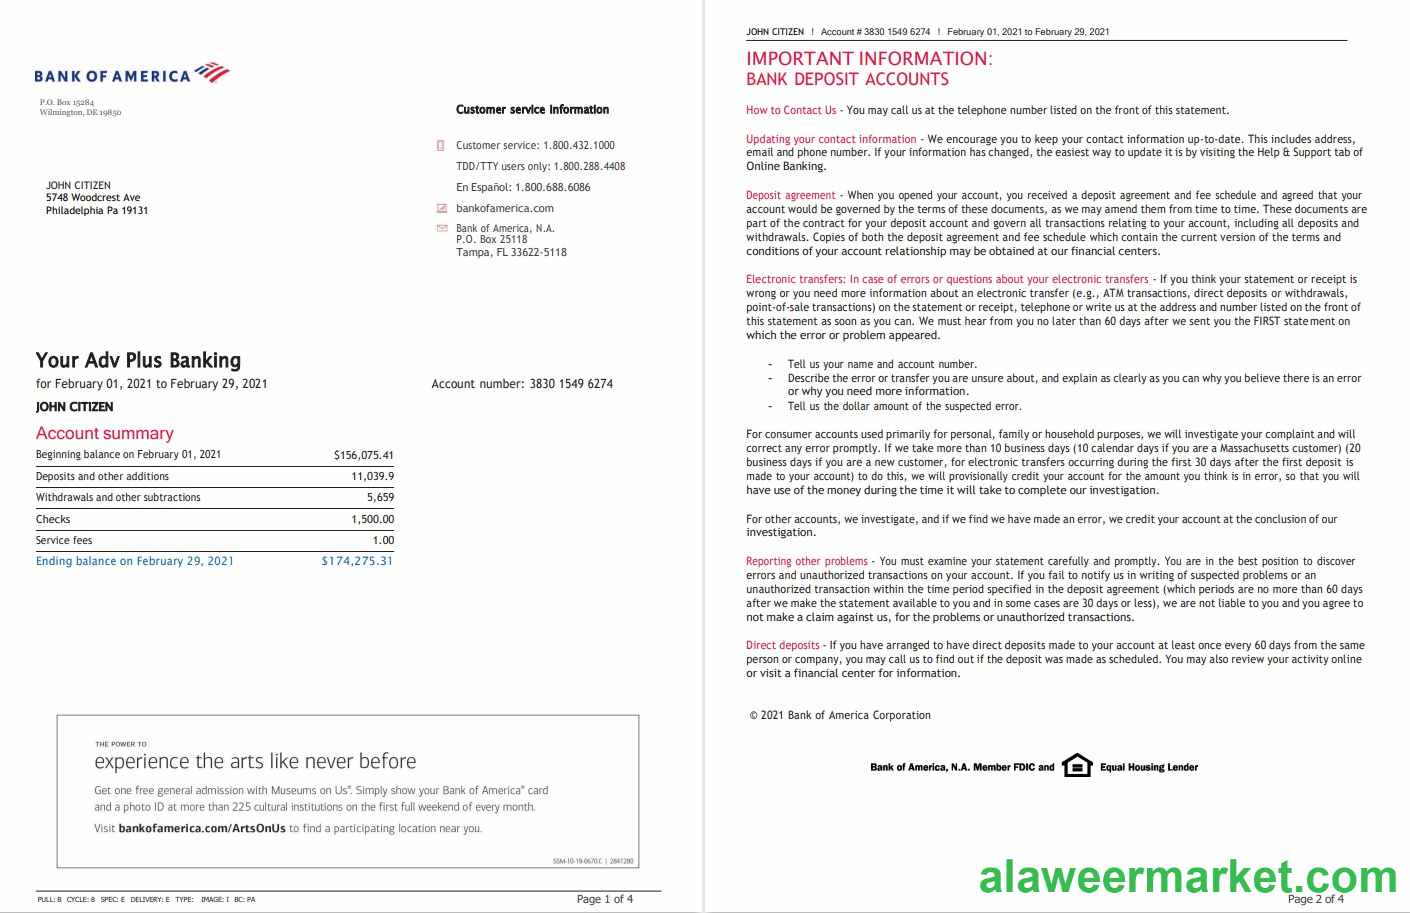 BANK OF AMERICA
P.O. Box 15284
Wilmington, DE 19850
Customer service information
Customer service: 1.800.432.1000
TDD/TTY users only: 1.800.288.4408
En Español: 1.800.688.6086
bankofamerica.com
Bank of America, N.A.
P.O. Box 25118
Tampa, FL 33622-5118
JOHN CITIZEN
5748 Woodcrest Ave
Philadelphia Pa 19131
Your Adv Plus Banking
for February 01, 2021 to February 29, 2021
Account number: 3830 1549 6274
JOHN CITIZEN
Account summary
Beginning balance on February 01, 2021 $156,075.41
Deposits and other additions 11,039.9
Withdrawals and other subtractions 5,659
Checks 1,500.00
Service fees 1.00
Ending balance on February 29, 2021 $174,275.31
THE POWER TO
experience the arts like never before
Get one free general admission with Museums on Us®. Simply show your Bank of America® card
and a photo ID at more than 225 cultural institutions on the first full weekend of every month.
Visit bankofamerica.com/ArtsOnUs to find a participating location near you.
SSM-10-19-0670.C | 2841280
PULL: B CYCLE: 8 SPEC: E DELIVERY: E TYPE: IMAGE: I BC: PA
Page 1 of 4
JOHN CITIZEN ! Account # 3830 1549 6274 ! February 01, 2021 to February 29, 2021
IMPORTANT INFORMATION:
BANK DEPOSIT ACCOUNTS
How to Contact Us - You may call us at the telephone number listed on the front of this statement.
Updating your contact information - We encourage you to keep your contact information up-to-date. This includes address,
email and phone number. If your information has changed, the easiest way to update it is by visiting the Help & Support tab of
Online Banking.
Deposit agreement - When you opened your account, you received a deposit agreement and fee schedule and agreed that your
account would be governed by the terms of these documents, as we may amend them from time to time. These documents are
part of the contract for your deposit account and govern all transactions relating to your account, including all deposits and
withdrawals. Copies of both the deposit agreement and fee schedule which contain the current version of the terms and
conditions of your account relationship may be obtained at our financial centers.
Electronic transfers: In case of errors or questions about your electronic transfers - If you think your statement or receipt is
wrong or you need more information about an electronic transfer (e.g., ATM transactions, direct deposits or withdrawals,
point-of-sale transactions) on the statement or receipt, telephone or write us at the address and number listed on the front of
this statement as soon as you can. We must hear from you no later than 60 days after we sent you the FIRST statement on
which the error or problem appeared.
- Tell us your name and account number.
- Describe the error or transfer you are unsure about, and explain as clearly as you can why you believe there is an error
or why you need more information.
- Tell us the dollar amount of the suspected error.
For consumer accounts used primarily for personal, family or household purposes, we will investigate your complaint and will
correct any error promptly. If we take more than 10 business days (10 calendar days if you are a Massachusetts customer) (20
business days if you are a new customer, for electronic transfers occurring during the first 30 days after the first deposit is
made to your account) to do this, we will provisionally credit your account for the amount you think is in error, so that you will
have use of the money during the time it will take to complete our investigation.
For other accounts, we investigate, and if we find we have made an error, we credit your account at the conclusion of our
investigation.
Reporting other problems - You must examine your statement carefully and promptly. You are in the best position to discover
errors and unauthorized transactions on your account. If you fail to notify us in writing of suspected problems or an
unauthorized transaction within the time period specified in the deposit agreement (which periods are no more than 60 days
after we make the statement available to you and in some cases are 30 days or less), we are not liable to you and you agree to
not make a claim against us, for the problems or unauthorized transactions.
Direct deposits - If you have arranged to have direct deposits made to your account at least once every 60 days from the same
person or company, you may call us to find out if the deposit was made as scheduled. You may also review your activity online
or visit a financial center for information.
© 2021 Bank of America Corporation
Bank of America, N.A. Member FDIC and Equal Housing Lender
alaweermarket.com
Page 2 of 4